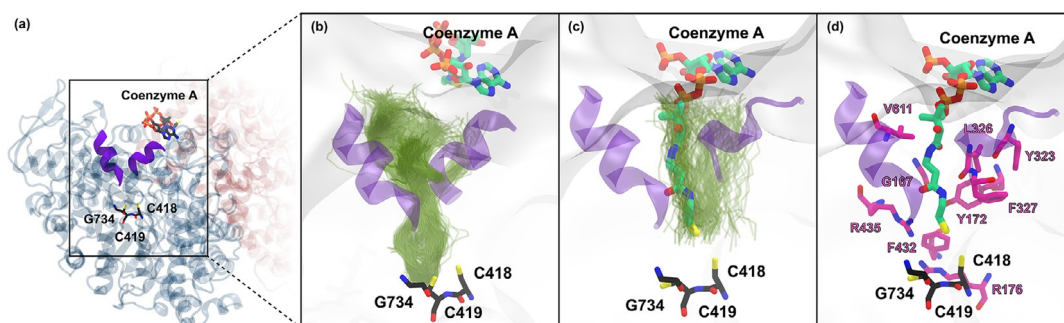 (a)
Coenzyme A
G734
C418
C419
(b)
Coenzyme A
G734
C418
C419
(c)
Coenzyme A
G734
C418
C419
(d)
Coenzyme A
V611
L326
Y323
G167
F327
R435
Y172
F432
C418
G734
R176
C419